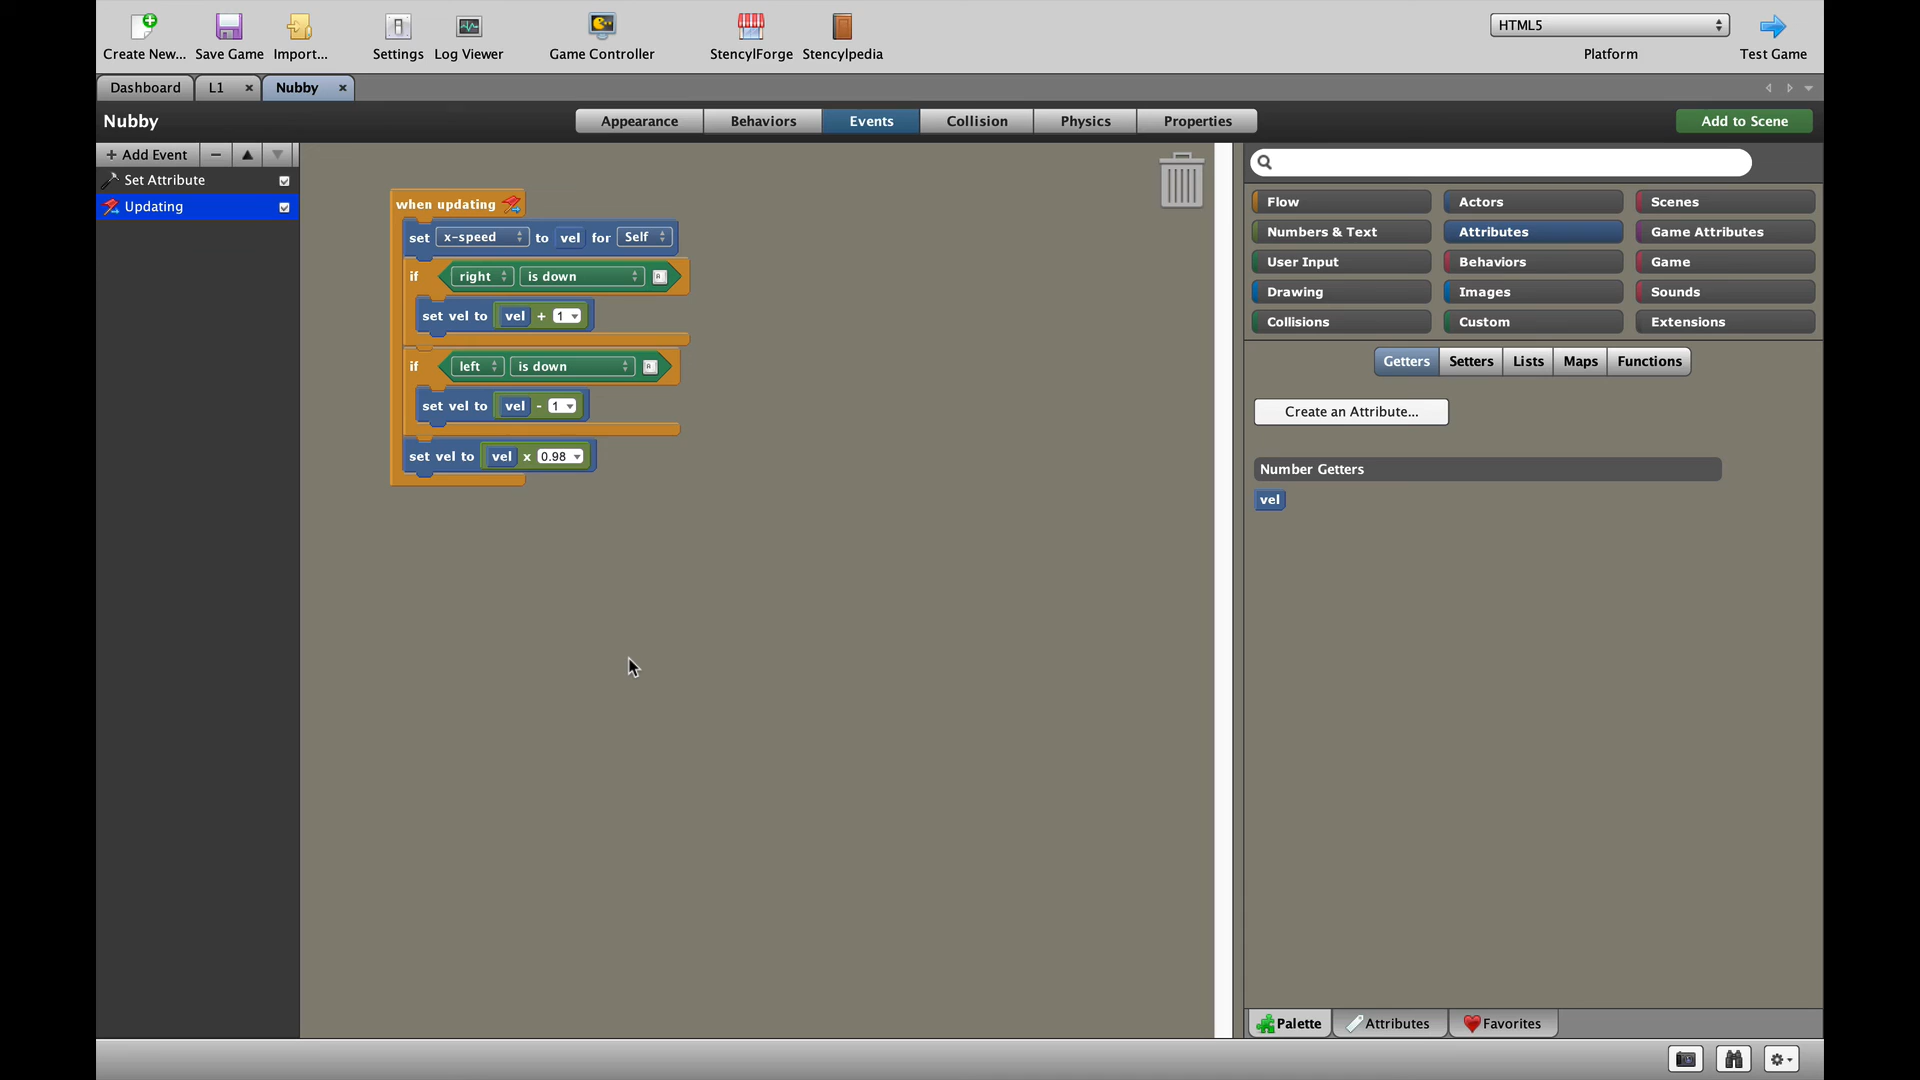 Create New... Save Game Import... Settings Log Viewer Game Controller StencylForge Stencylpedia HTML5 Platform Test Game
Dashboard L1 Nubby
Nubby Appearance Behaviors Events Collision Physics Properties Add to Scene
+ Add Event
Set Attribute
Updating
when updating
set x-speed to vel for Self
if right is down
set vel to vel + 1
if left is down
set vel to vel - 1
set vel to vel x 0.98
Flow Actors Scenes
Numbers & Text Attributes Game Attributes
User Input Behaviors Game
Drawing Images Sounds
Collisions Custom Extensions
Getters Setters Lists Maps Functions
Create an Attribute...
Number Getters
vel
Palette Attributes Favorites